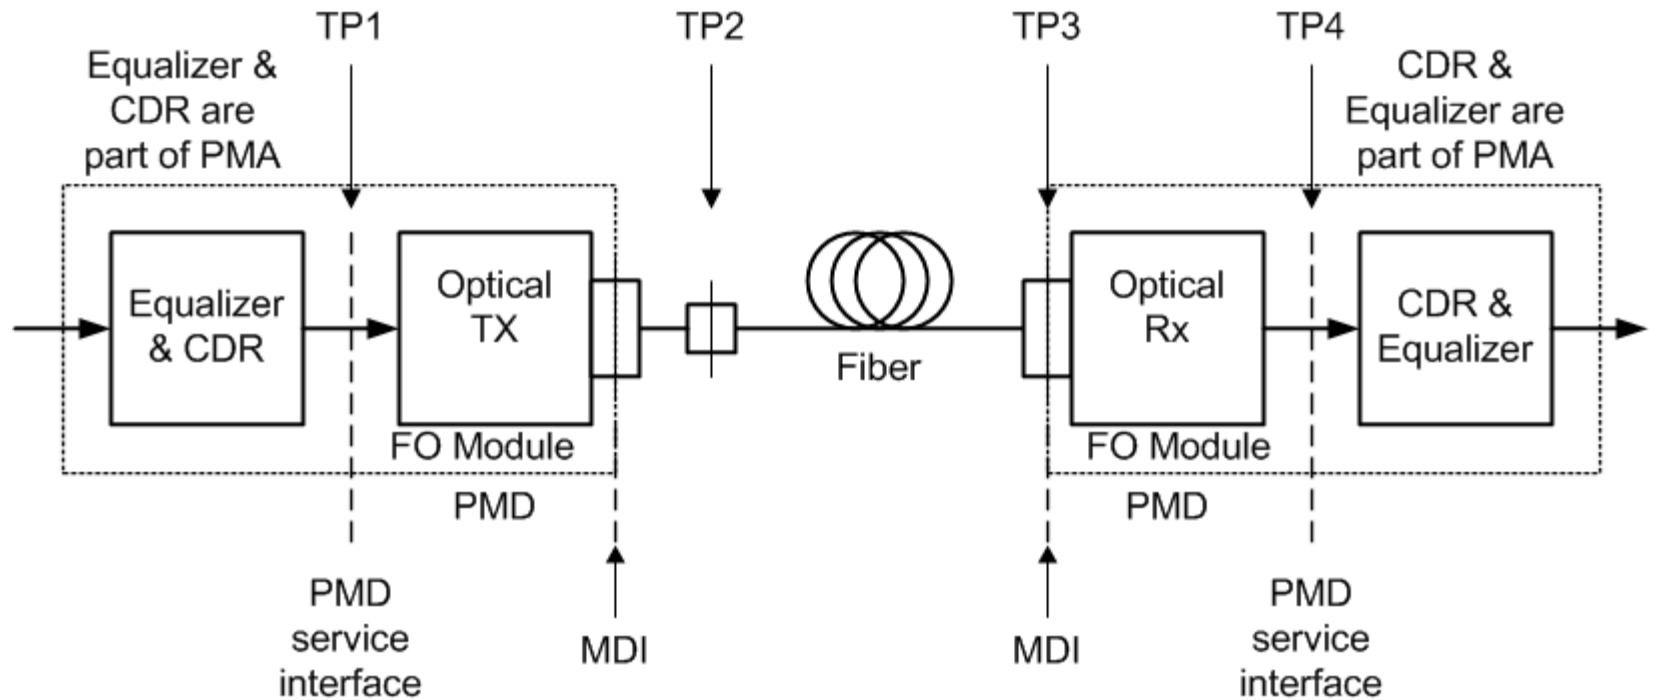 TP1
TP2
TP3
TP4
Equalizer &
CDR are
part of PMA
CDR &
Equalizer are
part of PMA
Equalizer
& CDR
Optical
TX
Fiber
Optical
Rx
CDR &
Equalizer
FO Module
FO Module
PMD
PMD
PMD
service
interface
MDI
MDI
PMD
service
interface